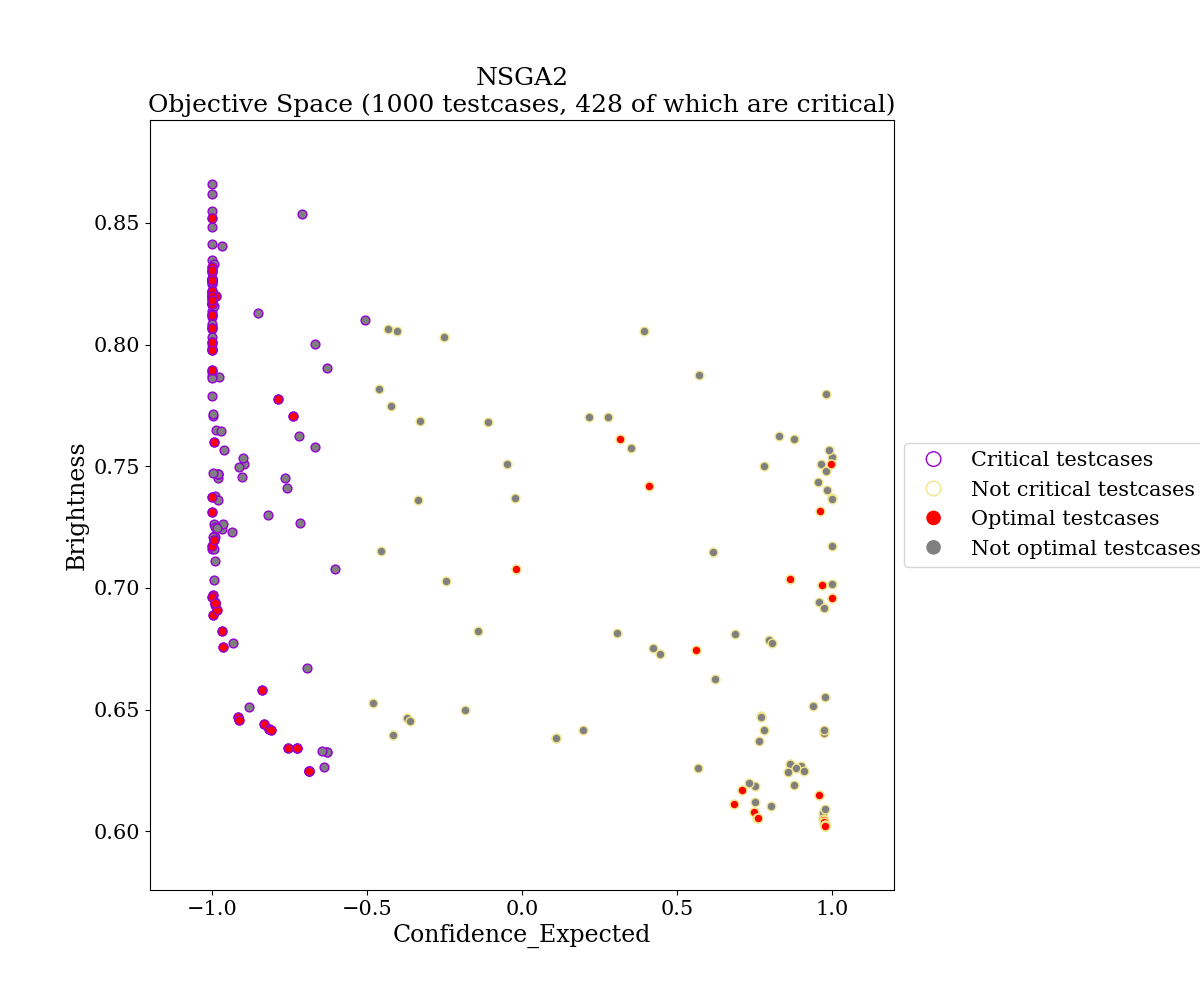 NSGA2
Objective Space (1000 testcases, 428 of which are critical)
0.85
0.80
0.75
0.70
0.65
0.60
Brightness
−1.0
−0.5
0.0
0.5
1.0
Confidence_Expected
Critical testcases
Not critical testcases
Optimal testcases
Not optimal testcases